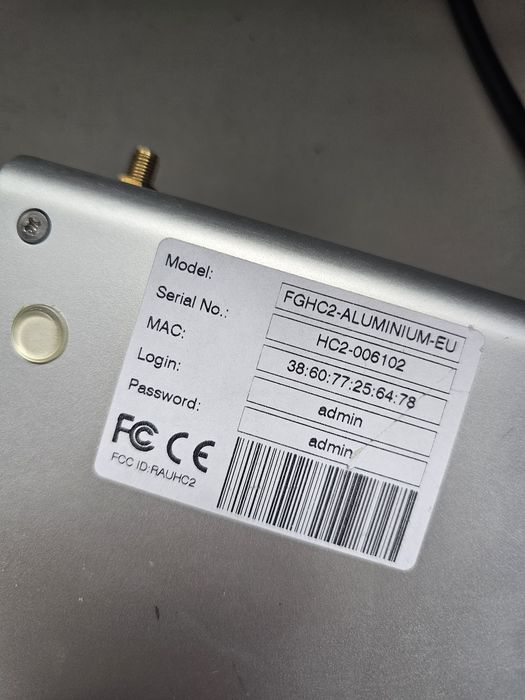 Model: FGHC2-ALUMINIUM-EU
Serial No.: HC2-006102
MAC: 38:60:77:25:64:78
Login: admin
Password: admin
FC CE
FCC ID:RAUHC2